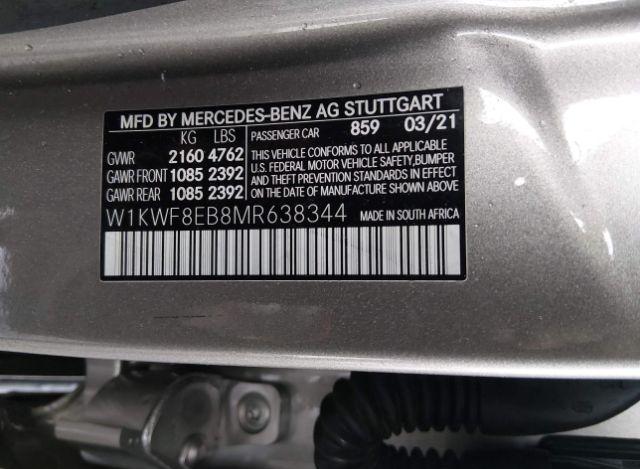 MFD BY MERCEDES-BENZ AG STUTTGART
KG LBS
PASSENGER CAR 859 03/21
GVWR 2160 4762
GAWR FRONT 1085 2392
GAWR REAR 1085 2392
THIS VEHICLE CONFORMS TO ALL APPLICABLE
U.S. FEDERAL MOTOR VEHICLE SAFETY, BUMPER
AND THEFT PREVENTION STANDARDS IN EFFECT
ON THE DATE OF MANUFACTURE SHOWN ABOVE.
W1KWF8EB8MR638344 MADE IN SOUTH AFRICA